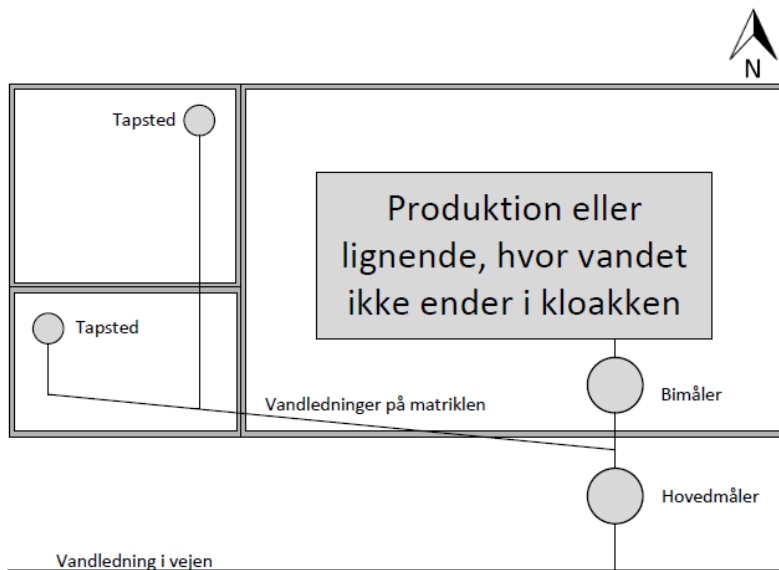 N
Tapsted
Produktion eller
lignende, hvor vandet
ikke ender i kloakken
Tapsted
Bimåler
Vandledninger på matriklen
Hovedmåler
Vandledning i vejen